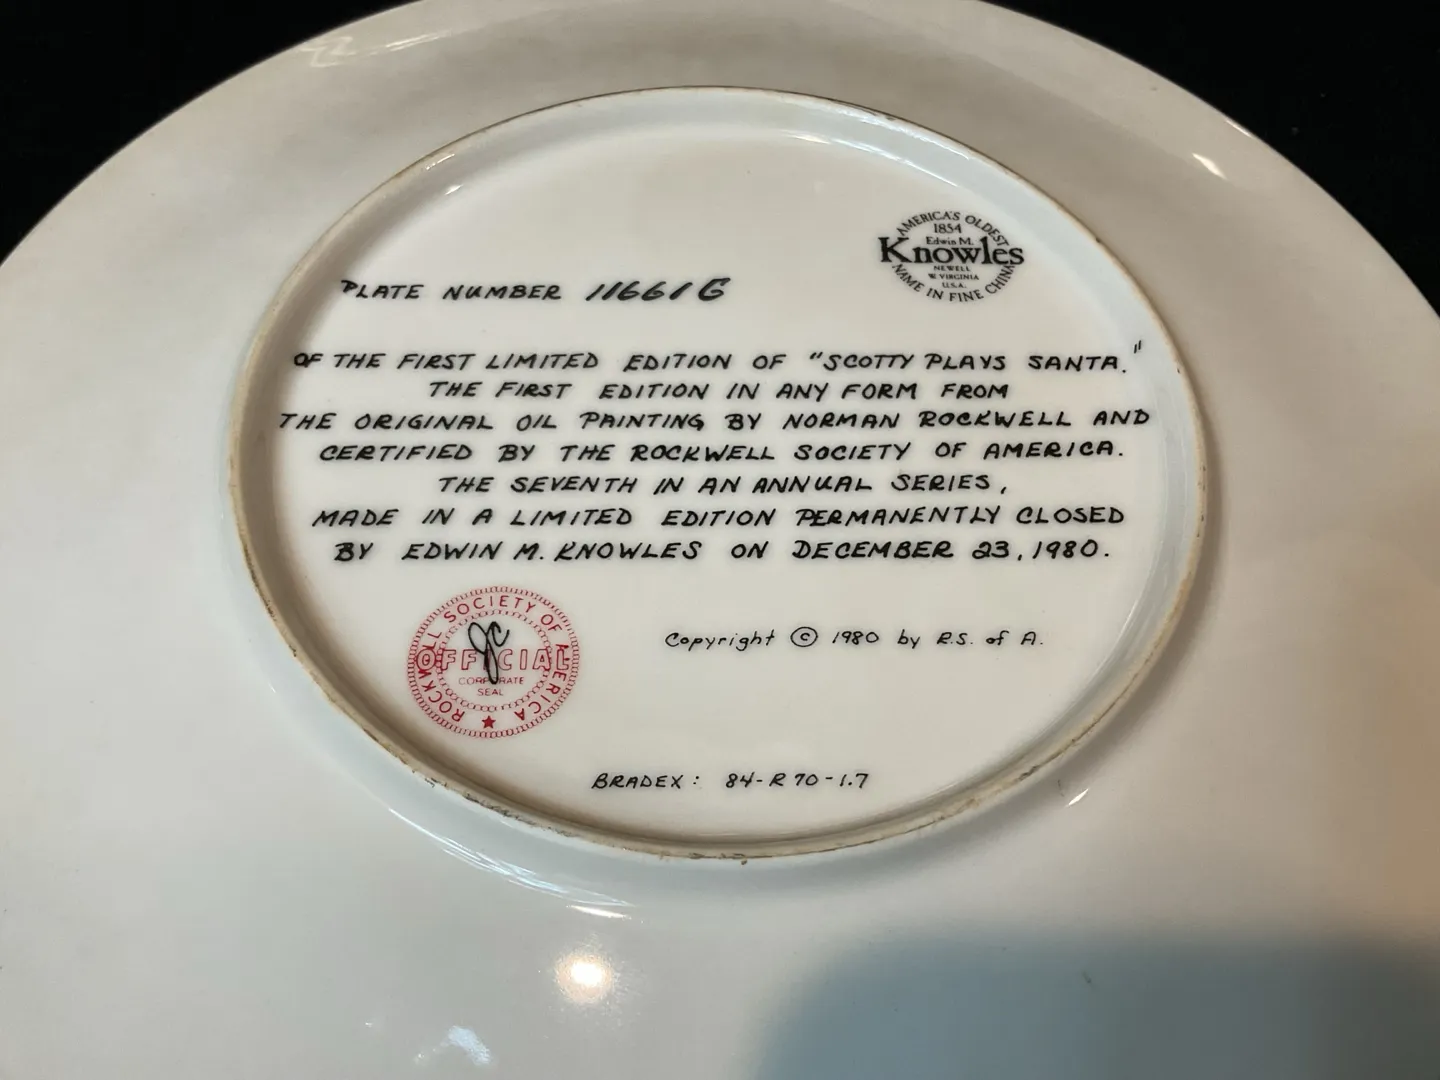 AMERICA'S OLDEST
1854
Edwin M.
Knowles
NEWELL
W. VIRGINIA
U.S.A.
NAME IN FINE CHINA
PLATE NUMBER 11661G
OF THE FIRST LIMITED EDITION OF "SCOTTY PLAYS SANTA."
THE FIRST EDITION IN ANY FORM FROM
THE ORIGINAL OIL PAINTING BY NORMAN ROCKWELL AND
CERTIFIED BY THE ROCKWELL SOCIETY OF AMERICA.
THE SEVENTH IN AN ANNUAL SERIES,
MADE IN A LIMITED EDITION PERMANENTLY CLOSED
BY EDWIN M. KNOWLES ON DECEMBER 23, 1980.
ROCKWELL SOCIETY OF AMERICA ★
JC
OFFICIAL
CORPORATE
SEAL
Copyright © 1980 by R.S. of A.
BRADEX: 84-R70-1.7